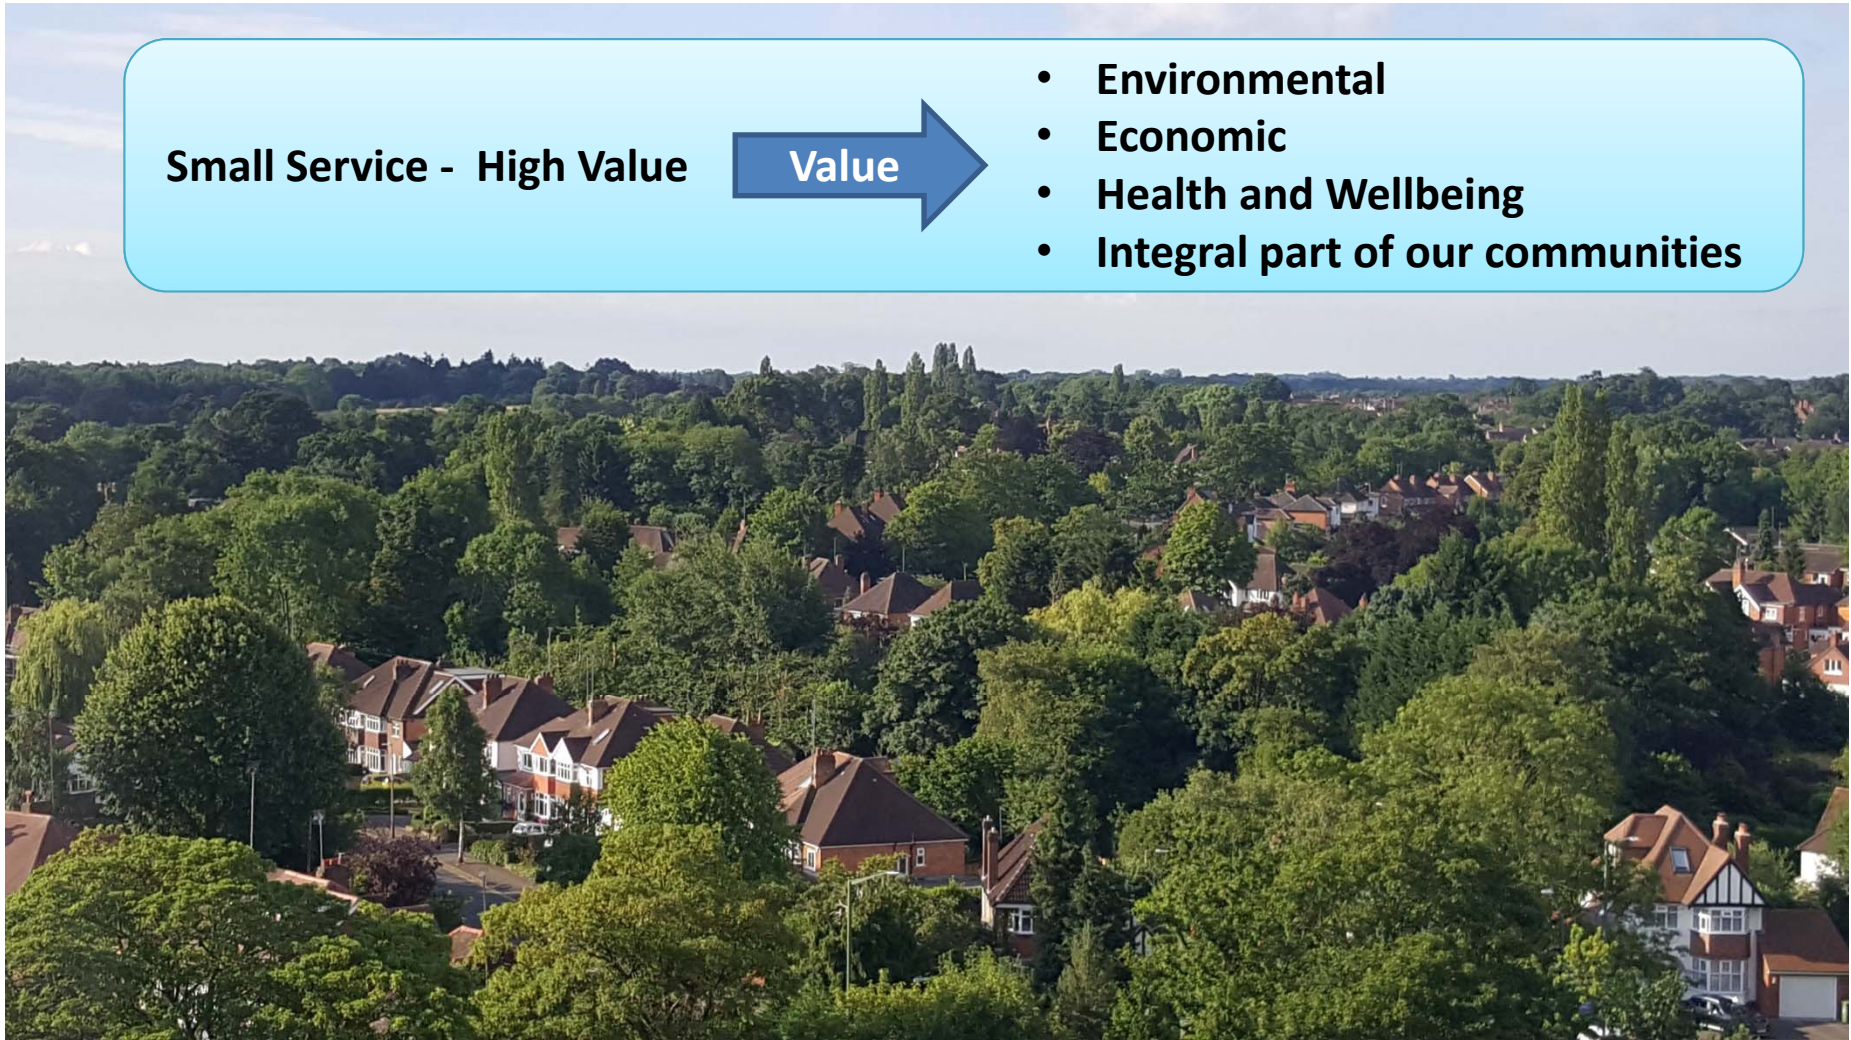 Small Service -  High Value
Value
• Environmental
• Economic
• Health and Wellbeing
• Integral part of our communities